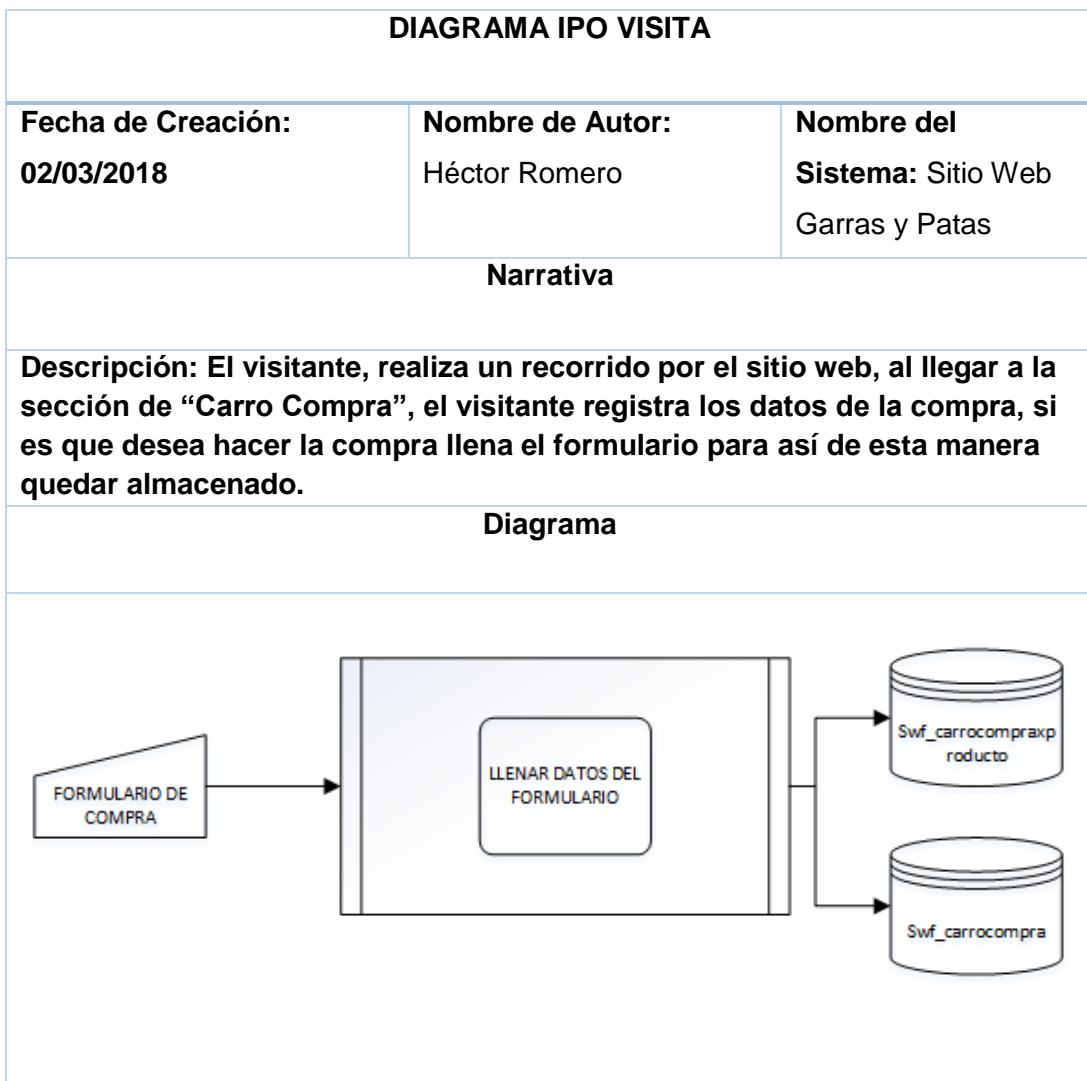 DIAGRAMA IPO VISITA
Fecha de Creación:
02/03/2018
Nombre de Autor:
Héctor Romero
Nombre del
Sistema: Sitio Web
Garras y Patas
Narrativa
Descripción: El visitante, realiza un recorrido por el sitio web, al llegar a la
sección de “Carro Compra”, el visitante registra los datos de la compra, si
es que desea hacer la compra llena el formulario para así de esta manera
quedar almacenado.
Diagrama
FORMULARIO DE
COMPRA
LLENAR DATOS DEL
FORMULARIO
Swf_carrocompraxp
roducto
Swf_carrocompra